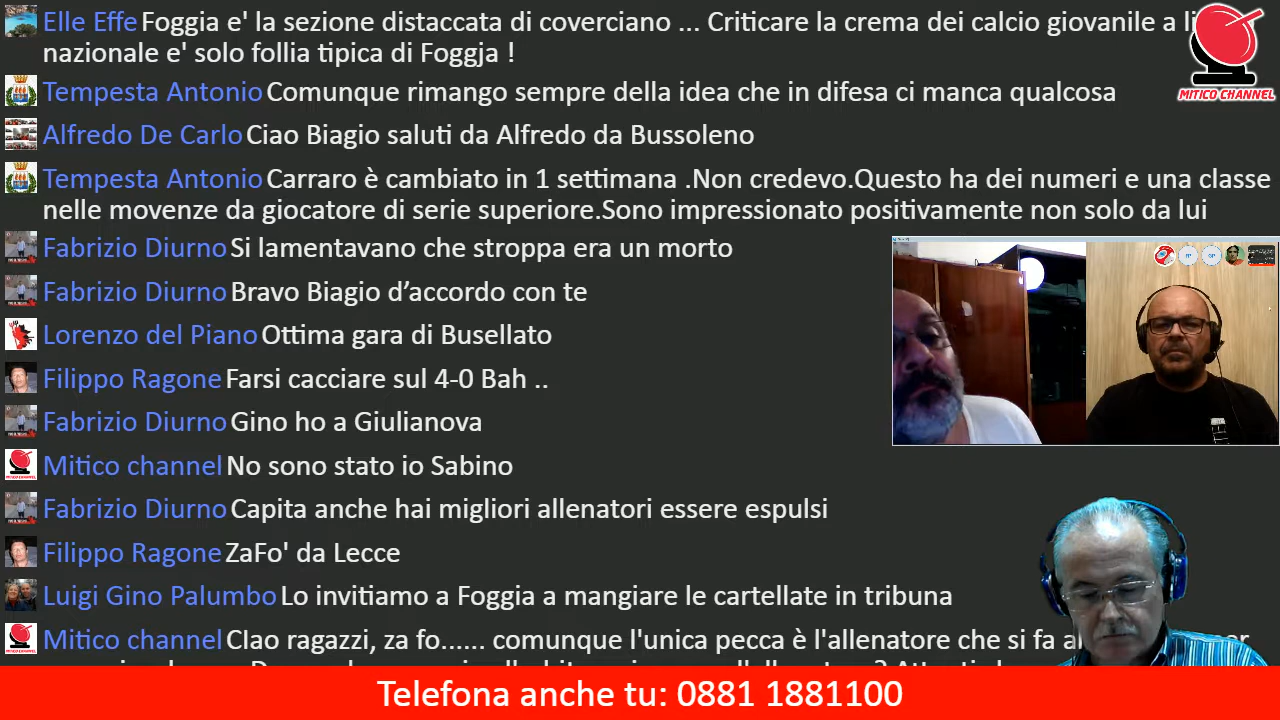 Elle Effe Foggia e' la sezione distaccata di coverciano ... Criticare la crema dei calcio giovanile a
nazionale e' solo follia tipica di Foggja !
MITICO CHANNEL
Tempesta Antonio Comunque rimango sempre della idea che in difesa ci manca qualcosa
Alfredo De Carlo Ciao Biagio saluti da Alfredo da Bussoleno
Tempesta Antonio Carraro è cambiato in 1 settimana .Non credevo.Questo ha dei numeri e una classe
nelle movenze da giocatore di serie superiore.Sono impressionato positivamente non solo da lui
Fabrizio Diurno Si lamentavano che stroppa era un morto
Fabrizio Diurno Bravo Biagio d’accordo con te
Lorenzo del Piano Ottima gara di Busellato
Filippo Ragone Farsi cacciare sul 4-0 Bah ..
Fabrizio Diurno Gino ho a Giulianova
Mitico channel No sono stato io Sabino
Fabrizio Diurno Capita anche hai migliori allenatori essere espulsi
Filippo Ragone ZaFo' da Lecce
Luigi Gino Palumbo Lo invitiamo a Foggia a mangiare le cartellate in tribuna
Mitico channel CIao ragazzi, za fo...... comunque l'unica pecca è l'allenatore che si fa
Telefona anche tu: 0881 1881100